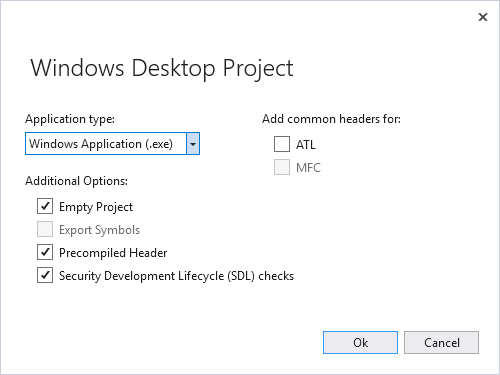 Windows Desktop Project
Application type:
Windows Application (.exe)
Additional Options:
Empty Project
Export Symbols
Precompiled Header
Security Development Lifecycle (SDL) checks
Add common headers for:
ATL
MFC
Ok
Cancel